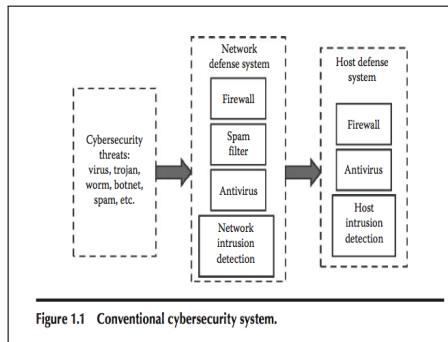 Cybersecurity
threats:
virus, trojan,
worm, botnet,
spam, etc.
Network
defense system
Firewall
Spam
filter
Antivirus
Network
intrusion
detection
Host defense
system
Firewall
Antivirus
Host
intrusion
detection
Figure 1.1 Conventional cybersecurity system.